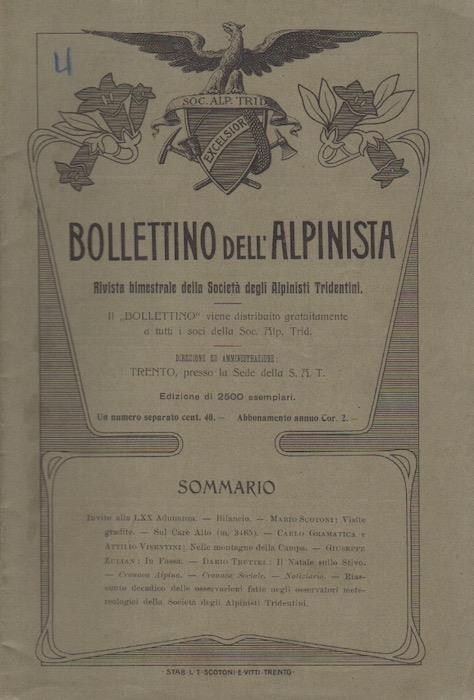 4
SOC. ALP. TRID
EXCELSIOR
BOLLETTINO DELL'ALPINISTA
Rivista bimestrale della Società degli Alpinisti Tridentini.
Il „BOLLETTINO" viene distribuito gratuitamente
a tutti i soci della Soc. Alp. Trid.
DIREZIONE ED AMMINISTRAZIONE:
TRENTO, presso la Sede della S. A. T.
Edizione di 2500 esemplari.
Un numero separato cent. 40. — Abbonamento annuo Cor. 2. —
SOMMARIO
Invito alla LXX Adunanza. — Bilancio. — MARIO SCOTONI: Visite
gradite. — Sul Carè Alto (m. 3465). — CARLO GRAMATICA e
ATTILIO VISENTINI: Nelle montagne della Campa. — GIUSEPPE
ZULIAN: In Fassa. — DARIO TRETTEL: Il Natale sullo Stivo.
— Cronaca Alpina. — Cronaca Sociale. — Notiziario. — Rias-
sunto decadico delle osservazioni fatte negli osservatori mete-
reologici della Società degli Alpinisti Tridentini.
STAB. L. T. SCOTONI E VITTI - TRENTO